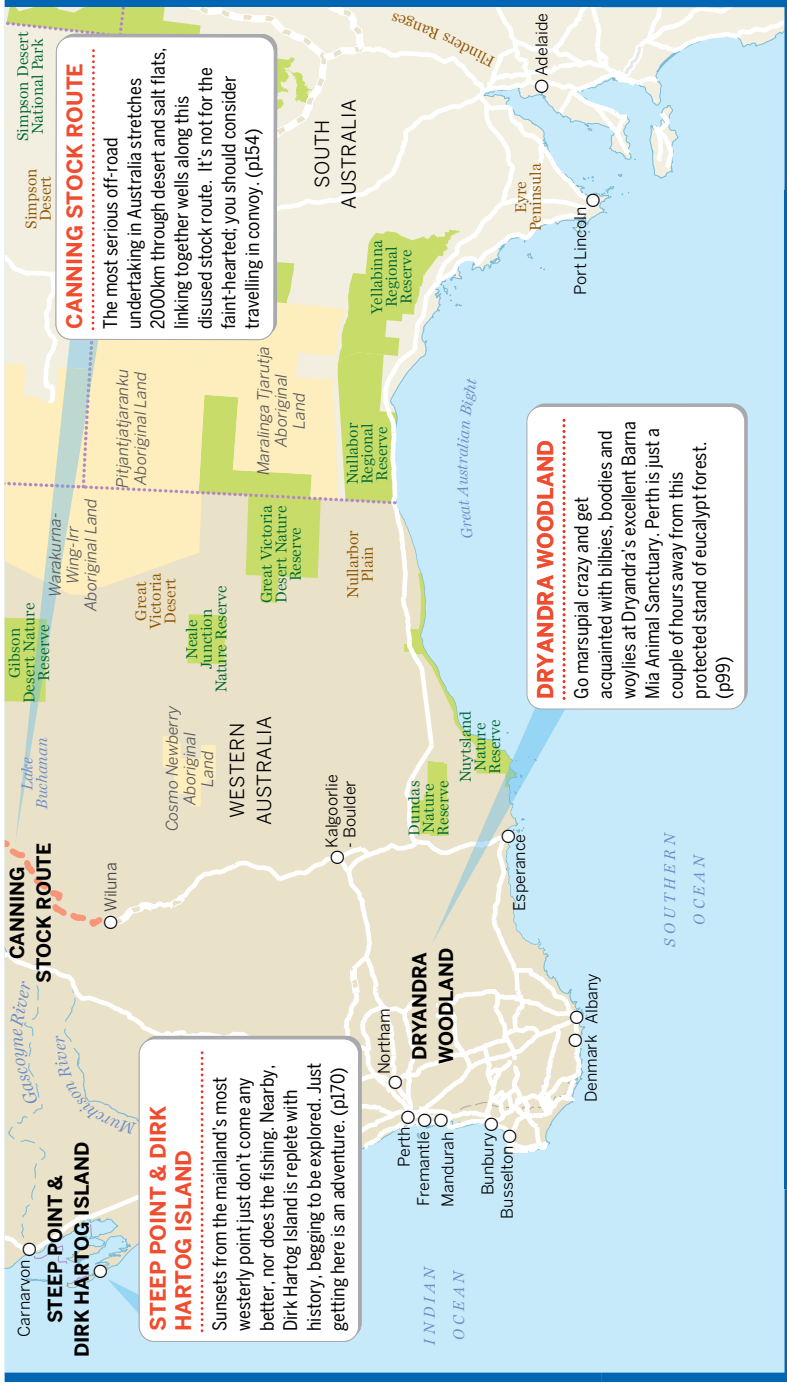 Carnarvon
STEEP POINT &
DIRK HARTOG ISLAND
Gascoyne River
Murchison River
CANNING
STOCK ROUTE
Wiluna
Lake
Buchanan
Gibson
Desert Nature
Reserve
Warakurna-
Wing-Irr
Aboriginal Land
Pitjantjatjaranku
Aboriginal Land
Simpson
Desert
Simpson Desert
National Park
CANNING STOCK ROUTE
The most serious off-road
undertaking in Australia stretches
2000km through desert and salt flats,
linking together wells along this
disused stock route. It's not for the
faint-hearted; you should consider
travelling in convoy. (p154)
STEEP POINT & DIRK
HARTOG ISLAND
Sunsets from the mainland's most
westerly point just don't come any
better, nor does the fishing. Nearby,
Dirk Hartog Island is replete with
history, begging to be explored. Just
getting here is an adventure. (p170)
Cosmo Newberry
Aboriginal
Land
WESTERN
AUSTRALIA
Great
Victoria
Desert
Neale
Junction
Nature Reserve
Great Victoria
Desert Nature
Reserve
Maralinga Tjarutja
Aboriginal
Land
SOUTH
AUSTRALIA
Flinders Ranges
Kalgoorlie
- Boulder
Nullarbor
Plain
Nullabor
Regional
Reserve
Yellabinna
Regional
Reserve
Eyre
Peninsula
Adelaide
Port Lincoln
Northam
Perth
Fremantle
Mandurah
Bunbury
Busselton
DRYANDRA
WOODLAND
Dundas
Nature
Reserve
Nuytsland
Nature
Reserve
Esperance
Great Australian Bight
Denmark
Albany
INDIAN
OCEAN
SOUTHERN
OCEAN
DRYANDRA WOODLAND
Go marsupial crazy and get
acquainted with bilbies, boodies and
woylies at Dryandra's excellent Barna
Mia Animal Sanctuary. Perth is just a
couple of hours away from this
protected stand of eucalypt forest.
(p99)